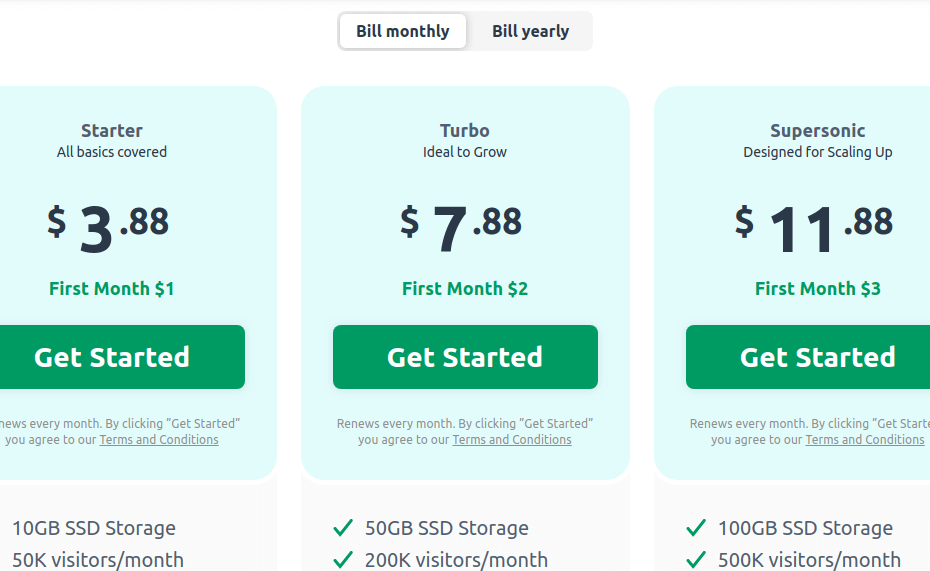 Bill monthly Bill yearly
Starter
All basics covered
$ 3.88
First Month $1
Get Started
every month. By clicking “Get Started”
you agree to our Terms and Conditions
10GB SSD Storage
50K visitors/month
Turbo
Ideal to Grow
$ 7.88
First Month $2
Get Started
Renews every month. By clicking “Get Started”
you agree to our Terms and Conditions
50GB SSD Storage
200K visitors/month
Supersonic
Designed for Scaling Up
$ 11.88
First Month $3
Get Started
Renews every month. By clicking “Get
you agree to our Terms and Conditions
100GB SSD Storage
500K visitors/month